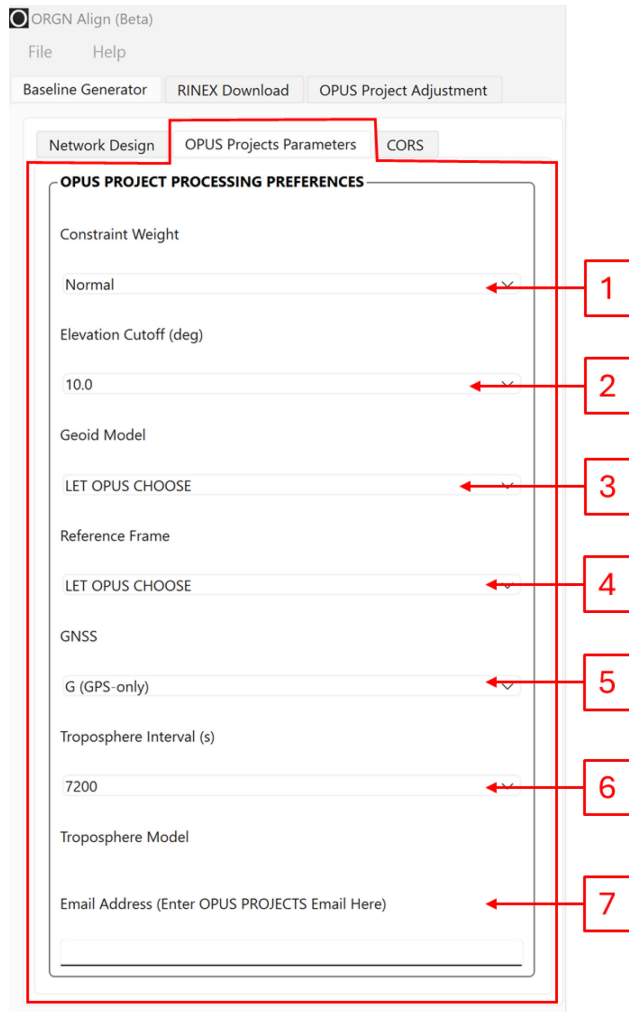 ORGN Align (Beta)
File Help
Baseline Generator RINEX Download OPUS Project Adjustment
Network Design OPUS Projects Parameters CORS
OPUS PROJECT PROCESSING PREFERENCES
Constraint Weight
Normal 1
Elevation Cutoff (deg)
10.0 2
Geoid Model
LET OPUS CHOOSE 3
Reference Frame
LET OPUS CHOOSE 4
GNSS
G (GPS-only) 5
Troposphere Interval (s)
7200 6
Troposphere Model
Email Address (Enter OPUS PROJECTS Email Here) 7